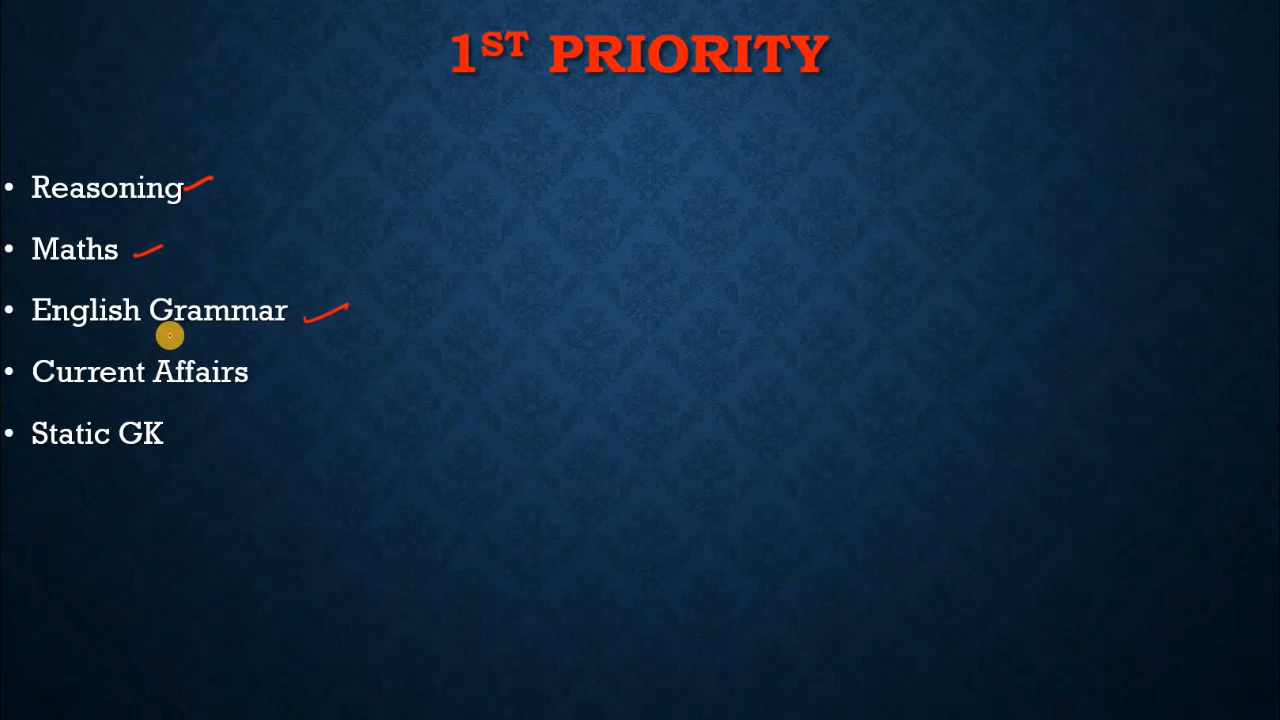 1ST PRIORITY
• Reasoning
• Maths
• English Grammar
• Current Affairs
• Static GK